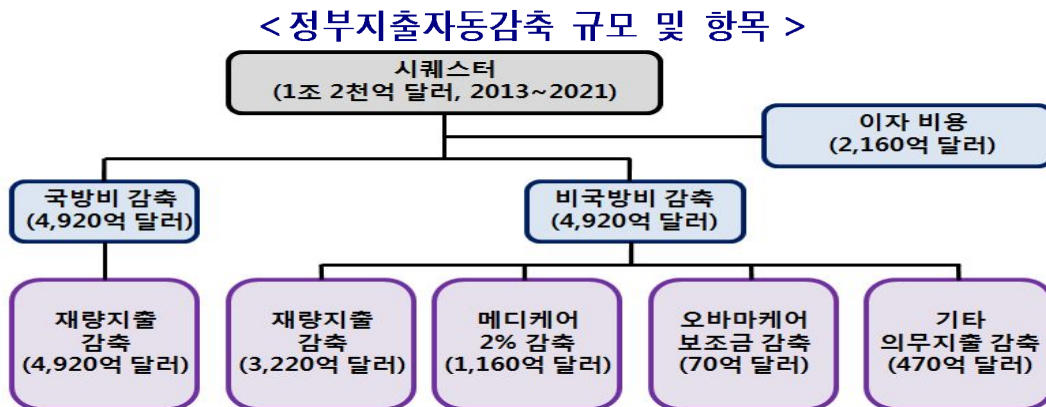 <정부지출자동감축 규모 및 항목 >
시퀘스터
(1조 2천억 달러, 2013~2021)
이자 비용
(2,160억 달러)
국방비 감축
(4,920억 달러)
비국방비 감축
(4,920억 달러)
재량지출
감축
(4,920억 달러)
재량지출
감축
(3,220억 달러)
메디케어
2% 감축
(1,160억 달러)
오바마케어
보조금 감축
(70억 달러)
기타
의무지출 감축
(470억 달러)